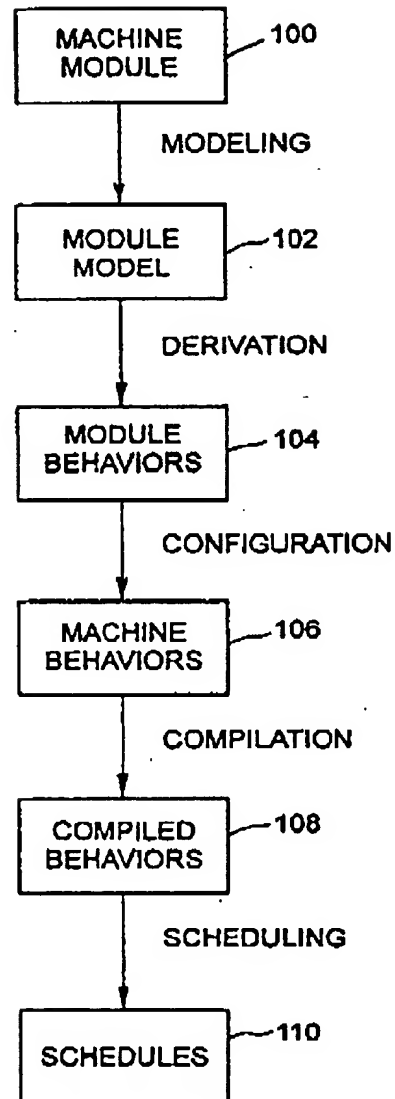 MACHINE
MODULE
100
MODELING
MODULE
MODEL
102
DERIVATION
MODULE
BEHAVIORS
104
CONFIGURATION
MACHINE
BEHAVIORS
106
COMPILATION
COMPILED
BEHAVIORS
108
SCHEDULING
SCHEDULES
110